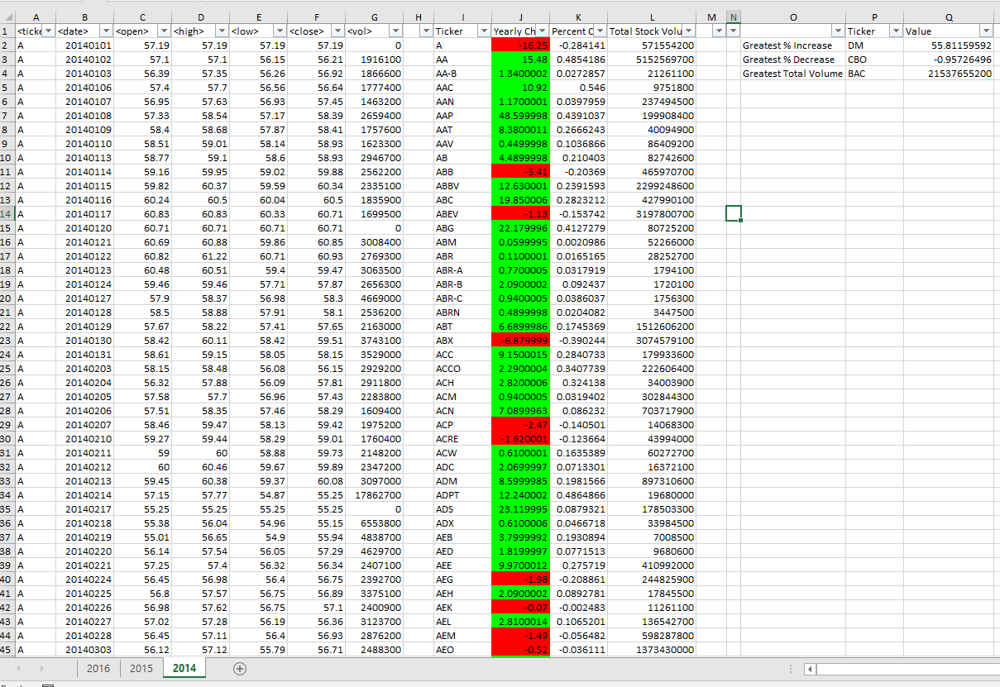 A B C D E F G H I J K L M N O P Q
1 <ticke <date> <open> <high> <low> <close> <vol> Ticker Yearly Ch Percent C Total Stock Volu Ticker Value
2 A 20140101 57.19 57.19 57.19 57.19 0 A -16.25 -0.284141 571554200 Greatest % Increase DM 55.81159592
3 A 20140102 57.1 57.1 56.15 56.21 1916100 AA 15.48 0.4854186 5152569700 Greatest % Decrease CBO -0.95726496
4 A 20140103 56.39 57.35 56.26 56.92 1866600 AA-B 1.3400002 0.0272857 21261100 Greatest Total Volume BAC 21537655200
5 A 20140106 57.4 57.7 56.56 56.64 1777400 AAC 10.92 0.546 9751800
6 A 20140107 56.95 57.63 56.93 57.45 1463200 AAN 1.1700001 0.0397959 237494500
7 A 20140108 57.33 58.54 57.17 58.39 2659400 AAP 48.599998 0.4391037 199908400
8 A 20140109 58.4 58.68 57.87 58.41 1757600 AAT 8.3800011 0.2666243 40094900
9 A 20140110 58.51 59.01 58.14 58.93 1623300 AAV 0.4499998 0.1036866 86409200
10 A 20140113 58.77 59.1 58.6 58.93 2946700 AB 4.4899998 0.210403 82742600
11 A 20140114 59.16 59.95 59.02 59.88 2562200 ABB -5.41 -0.20369 465970700
12 A 20140115 59.82 60.37 59.59 60.34 2335100 ABBV 12.630001 0.2391593 2299248600
13 A 20140116 60.24 60.5 60.04 60.5 1835900 ABC 19.850006 0.2823212 427990100
14 A 20140117 60.83 60.83 60.33 60.71 1699500 ABEV -1.13 -0.153742 3197800700
15 A 20140120 60.71 60.71 60.71 60.71 0 ABG 22.179996 0.4127279 80725200
16 A 20140121 60.69 60.88 59.86 60.85 3008400 ABM 0.0599995 0.0020986 52266000
17 A 20140122 60.82 61.22 60.71 60.93 2769300 ABR 0.1100001 0.0165165 28252700
18 A 20140123 60.48 60.51 59.4 59.47 3063500 ABR-A 0.7700005 0.0317919 1794100
19 A 20140124 59.46 59.46 57.71 57.87 2656300 ABR-B 2.0900002 0.092437 1720100
20 A 20140127 57.9 58.37 56.98 58.3 4669000 ABR-C 0.9400005 0.0386037 1756300
21 A 20140128 58.5 58.88 57.91 58.1 2536200 ABRN 0.4899998 0.0204082 3447500
22 A 20140129 57.67 58.22 57.41 57.65 2163000 ABT 6.6899986 0.1745369 1512606200
23 A 20140130 58.42 60.11 58.42 59.51 3743100 ABX -6.879999 -0.390244 3074579100
24 A 20140131 58.61 59.15 58.05 58.15 3529000 ACC 9.1500015 0.2840733 179933600
25 A 20140203 58.15 58.48 56.08 56.15 2929200 ACCO 2.2900004 0.3407739 222606400
26 A 20140204 56.32 57.88 56.09 57.81 2911800 ACH 2.8200006 0.324138 34003900
27 A 20140205 57.58 57.7 56.96 57.43 2283800 ACM 0.9400005 0.0319402 302844300
28 A 20140206 57.51 58.35 57.46 58.29 1609400 ACN 7.0899963 0.086232 703717900
29 A 20140207 58.46 59.47 58.13 59.42 1975200 ACP -2.47 -0.140501 14068300
30 A 20140210 59.27 59.44 58.29 59.01 1760400 ACRE -1.620001 -0.123664 43994000
31 A 20140211 59 60 58.88 59.73 2148200 ACW 0.6100001 0.1635389 60272700
32 A 20140212 60 60.46 59.67 59.89 2347200 ADC 2.0699997 0.0713301 16372100
33 A 20140213 59.45 60.38 59.37 60.08 3097000 ADM 8.5999985 0.1981566 897310600
34 A 20140214 57.15 57.77 54.87 55.25 17862700 ADPT 12.240002 0.4864866 19680000
35 A 20140217 55.25 55.25 55.25 55.25 0 ADS 23.119995 0.0879321 178503300
36 A 20140218 55.38 56.04 54.96 55.15 6553800 ADX 0.6100006 0.0466718 33984500
37 A 20140219 55.01 56.65 54.9 55.94 4838700 AEB 3.7999992 0.1930894 7008500
38 A 20140220 56.14 57.54 56.05 57.29 4629700 AED 1.8199997 0.0771513 9680600
39 A 20140221 57.25 57.4 56.32 56.34 2407100 AEE 9.9700012 0.275719 410992000
40 A 20140224 56.45 56.98 56.4 56.75 2392700 AEG -1.98 -0.208861 244825900
41 A 20140225 56.8 57.57 56.75 56.89 3375100 AEH 2.0900002 0.0892781 17845500
42 A 20140226 56.98 57.62 56.75 57.1 2400900 AEK -0.07 -0.002483 11261100
43 A 20140227 57.02 57.28 56.19 56.36 3123700 AEL 2.8100014 0.1065201 136542700
44 A 20140228 56.45 57.11 56.4 56.93 2876200 AEM -1.49 -0.056482 598287800
45 A 20140303 56.12 57.12 55.79 56.71 2488300 AEO -0.52 -0.036111 1373430000
2016 2015 2014